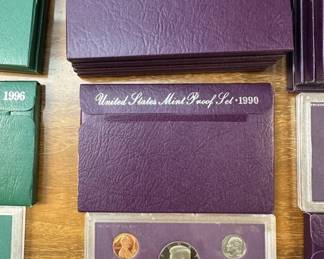 1996
United States Mint Proof Set • 1990